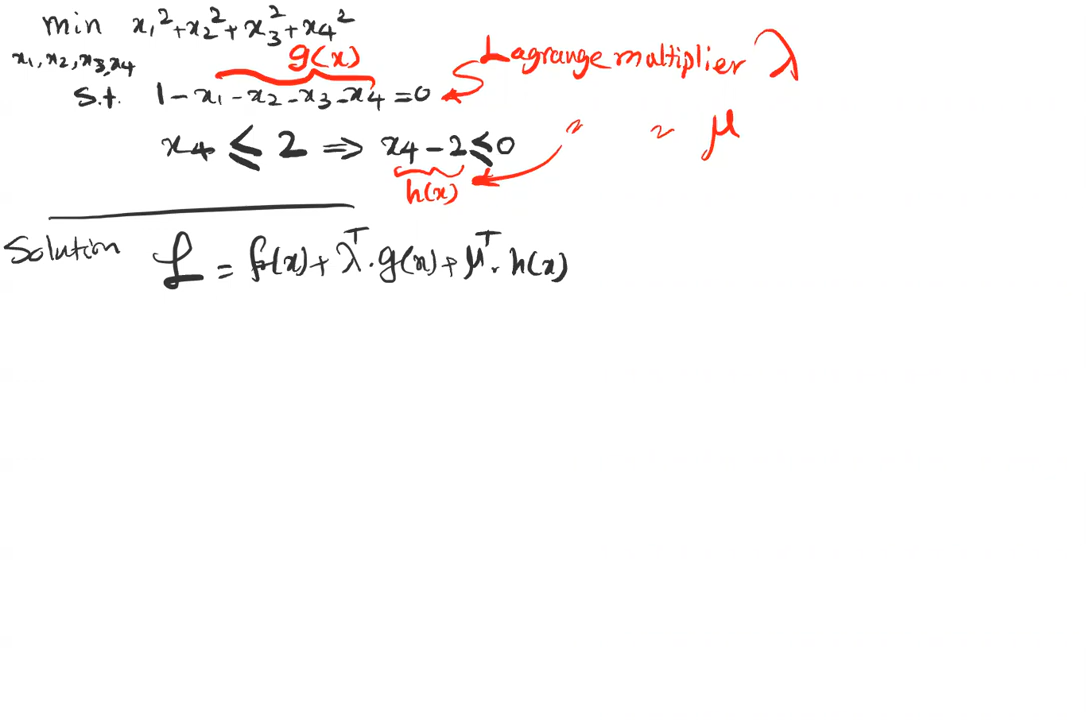 min x₁²+x₂²+x₃²+x₄²
x₁,x₂,x₃,x₄
g(x)
Lagrange multiplier λ
s.t. 1-x₁-x₂-x₃-x₄=0
x₄ ⩽ 2 ⇒ x₄-2⩽0
〃 〃 μ
h(x)
Solution ℒ = f(x)+λᵀ.g(x)+μᵀ.h(x)